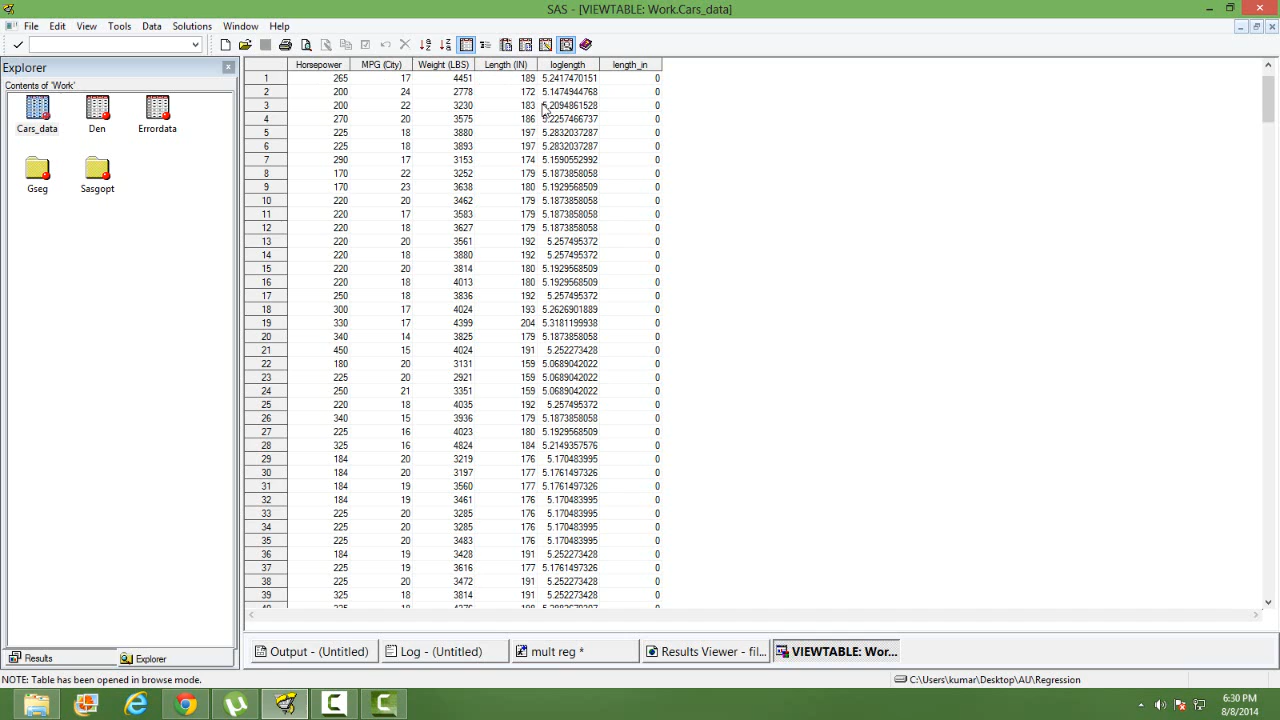 SAS - [VIEWTABLE: Work.Cars_data]
File Edit View Tools Data Solutions Window Help
Explorer
Contents of 'Work'
Cars_data Den Errordata
Gseg Sasgopt
Horsepower MPG (City) Weight (LBS) Length (IN) loglength length_in
1 265 17 4451 189 5.2417470151 0
2 200 24 2778 172 5.1474944768 0
3 200 22 3230 183 5.2094861528 0
4 270 20 3575 186 5.2257466737 0
5 225 18 3880 197 5.2832037287 0
6 225 18 3893 197 5.2832037287 0
7 290 17 3153 174 5.1590552992 0
8 170 22 3252 179 5.1873858058 0
9 170 23 3638 180 5.1929568509 0
10 220 20 3462 179 5.1873858058 0
11 220 17 3583 179 5.1873858058 0
12 220 18 3627 179 5.1873858058 0
13 220 20 3561 192 5.257495372 0
14 220 18 3880 192 5.257495372 0
15 220 20 3814 180 5.1929568509 0
16 220 18 4013 180 5.1929568509 0
17 250 18 3836 192 5.257495372 0
18 300 17 4024 193 5.2626901889 0
19 330 17 4399 204 5.3181199938 0
20 340 14 3825 179 5.1873858058 0
21 450 15 4024 191 5.252273428 0
22 180 20 3131 159 5.0689042022 0
23 225 20 2921 159 5.0689042022 0
24 250 21 3351 159 5.0689042022 0
25 220 18 4035 192 5.257495372 0
26 340 15 3936 179 5.1873858058 0
27 225 16 4023 180 5.1929568509 0
28 325 16 4824 184 5.2149357576 0
29 184 20 3219 176 5.170483995 0
30 184 20 3197 177 5.1761497326 0
31 184 19 3560 177 5.1761497326 0
32 184 19 3461 176 5.170483995 0
33 225 20 3285 176 5.170483995 0
34 225 20 3285 176 5.170483995 0
35 225 20 3483 176 5.170483995 0
36 184 19 3428 191 5.252273428 0
37 225 19 3616 177 5.1761497326 0
38 225 20 3472 191 5.252273428 0
39 325 18 3814 191 5.252273428 0
Results Explorer
Output - (Untitled) Log - (Untitled) mult reg * Results Viewer - fil... VIEWTABLE: Wor...
NOTE: Table has been opened in browse mode. C:\Users\kumar\Desktop\AU\Regression
6:30 PM
8/8/2014